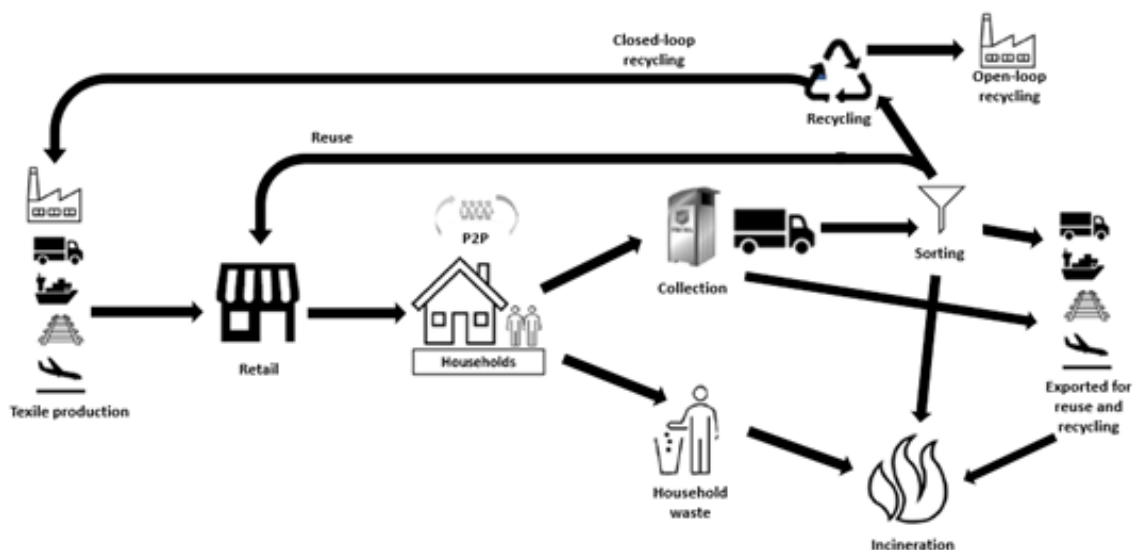 Closed-loop
recycling
Open-loop
recycling
Recycling
Reuse
P2P
Sorting
Collection
Households
Retail
Texile production
Exported for
reuse and
recycling
Household
waste
Incineration